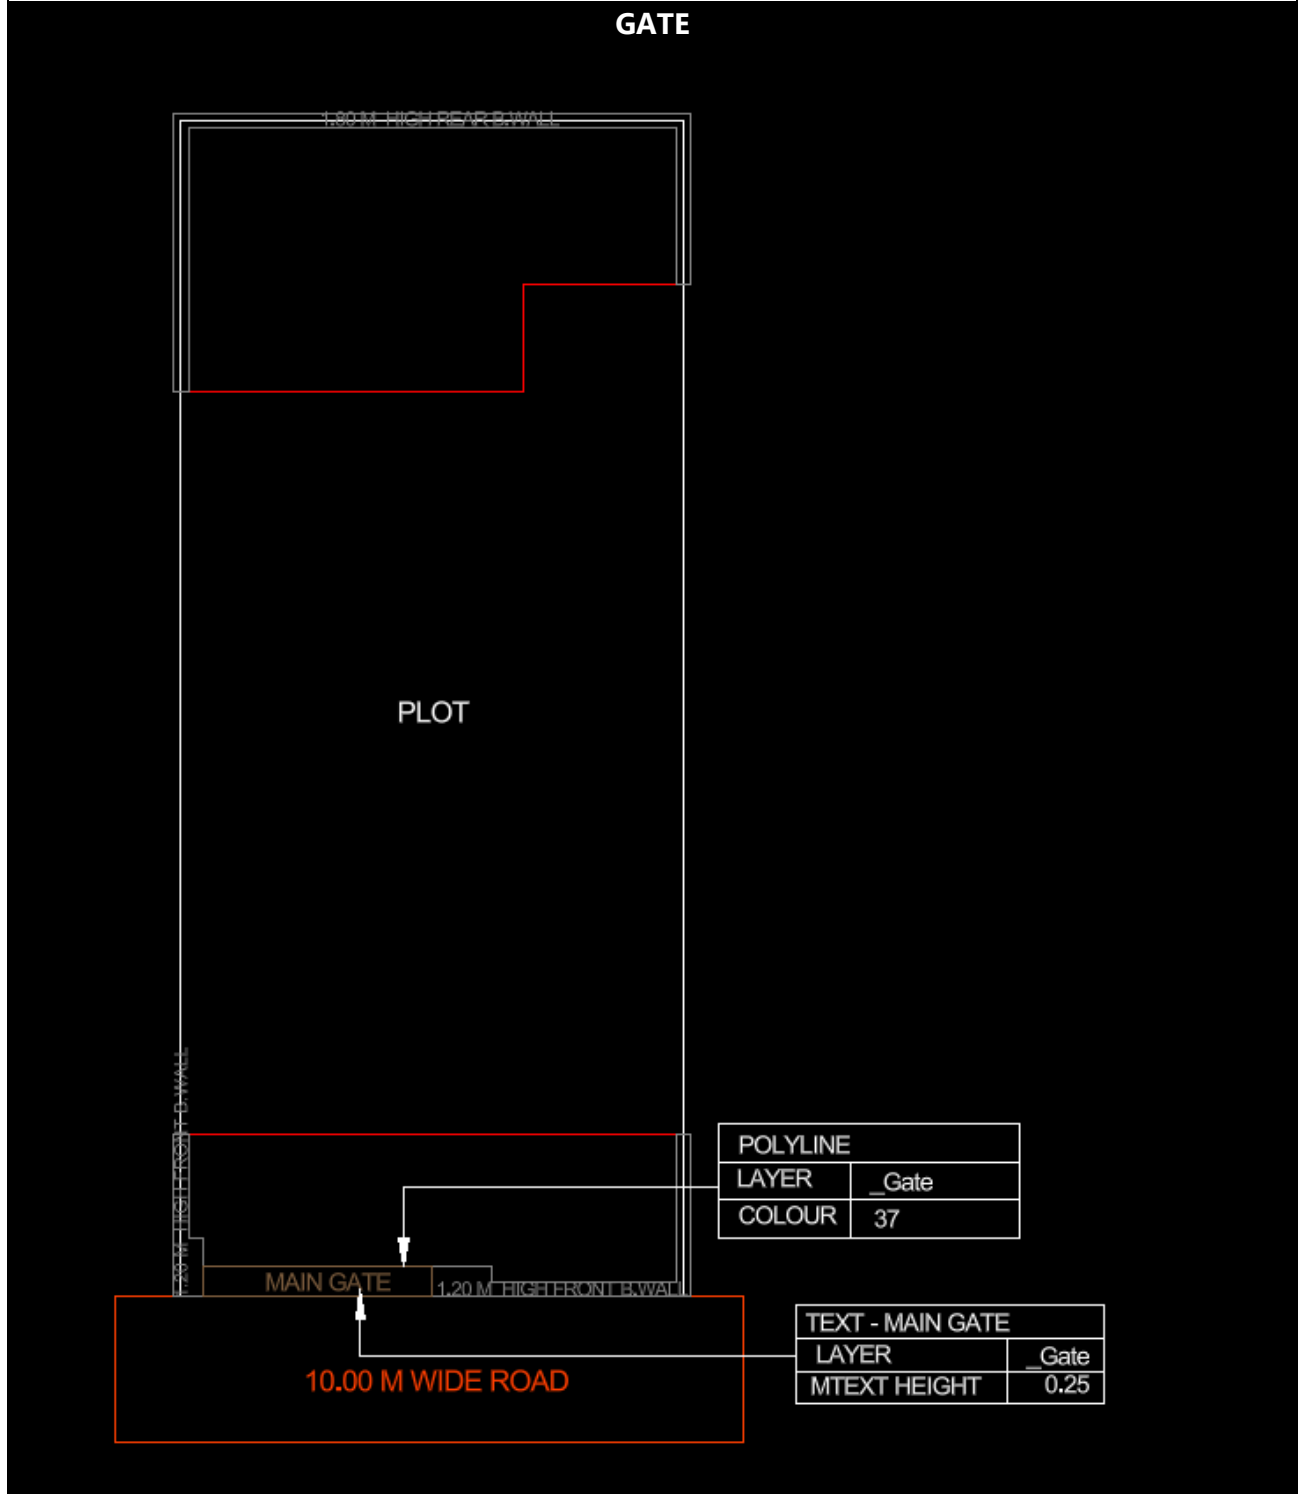 GATE
1.80 M HIGH REAR B.WALL
PLOT
1.20 M HIGH FRONT B.WALL
POLYLINE
LAYER _Gate
COLOUR 37
MAIN GATE
1.20 M HIGH FRONT B.WALL
TEXT - MAIN GATE
LAYER _Gate
MTEXT HEIGHT 0.25
10.00 M WIDE ROAD